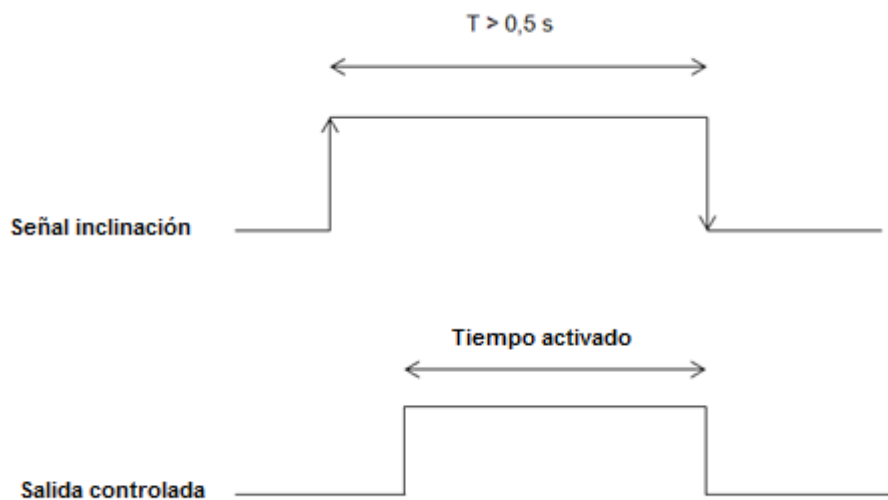 T > 0,5 s
Señal inclinación
Tiempo activado
Salida controlada